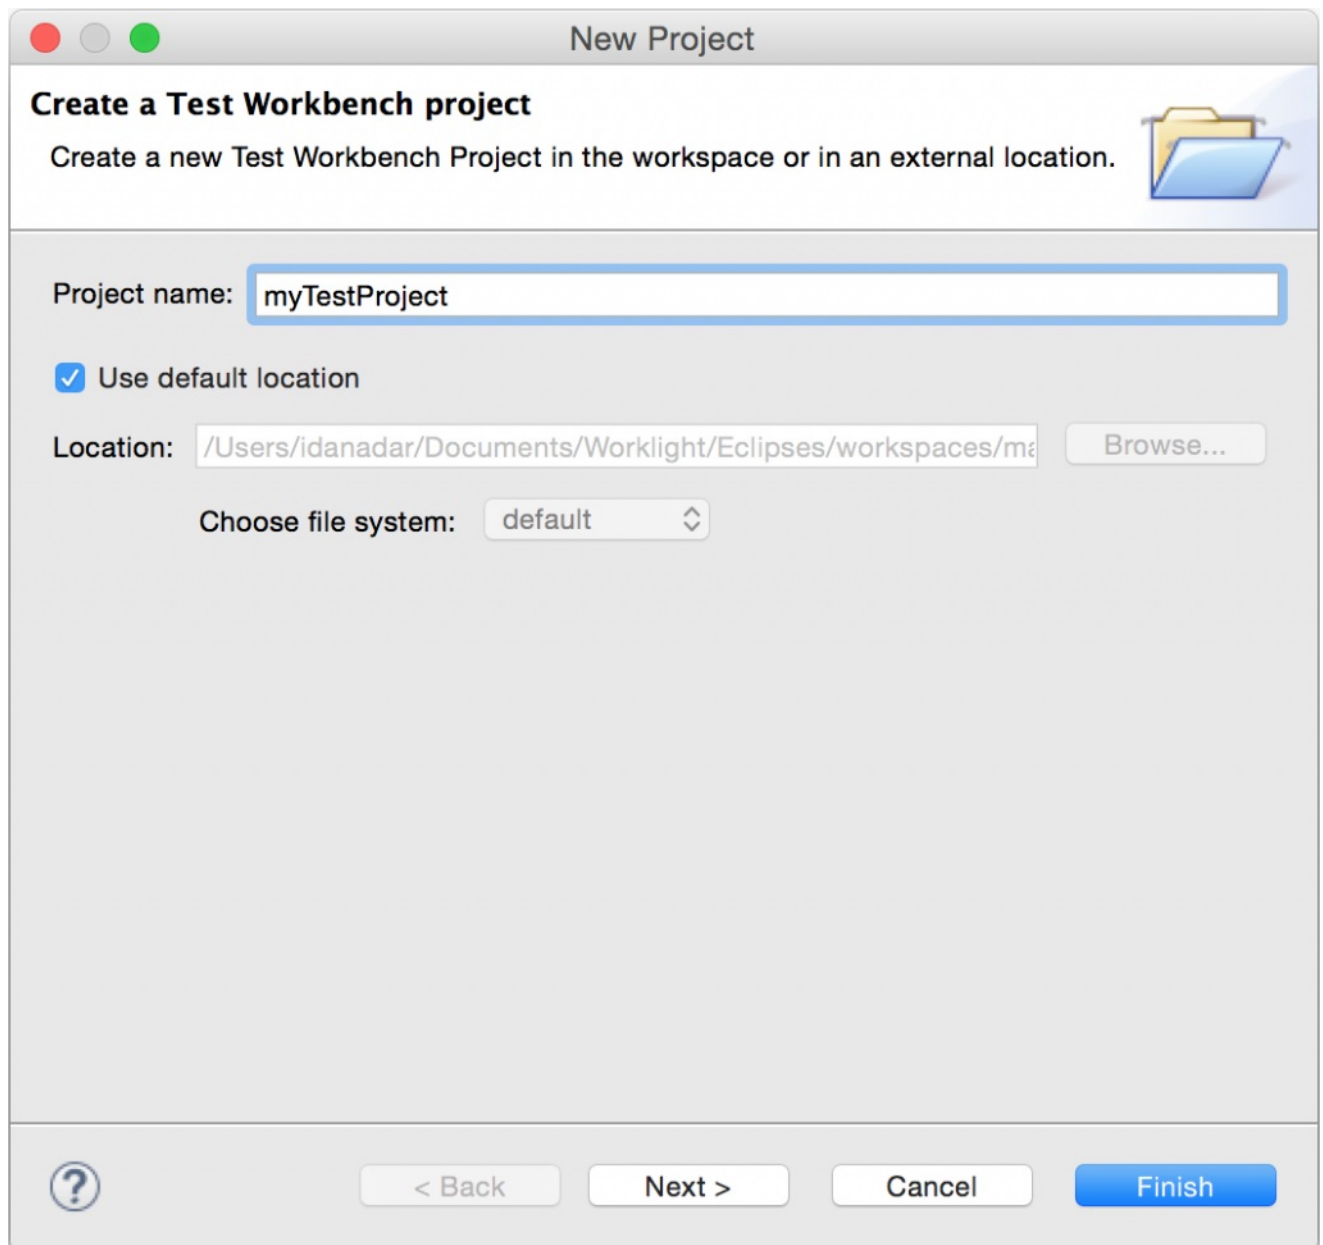 New Project
Create a Test Workbench project
Create a new Test Workbench Project in the workspace or in an external location.
Project name: myTestProject
Use default location
Location: /Users/idanadar/Documents/Worklight/Eclipses/workspaces/ma Browse...
Choose file system: default
? < Back Next > Cancel Finish